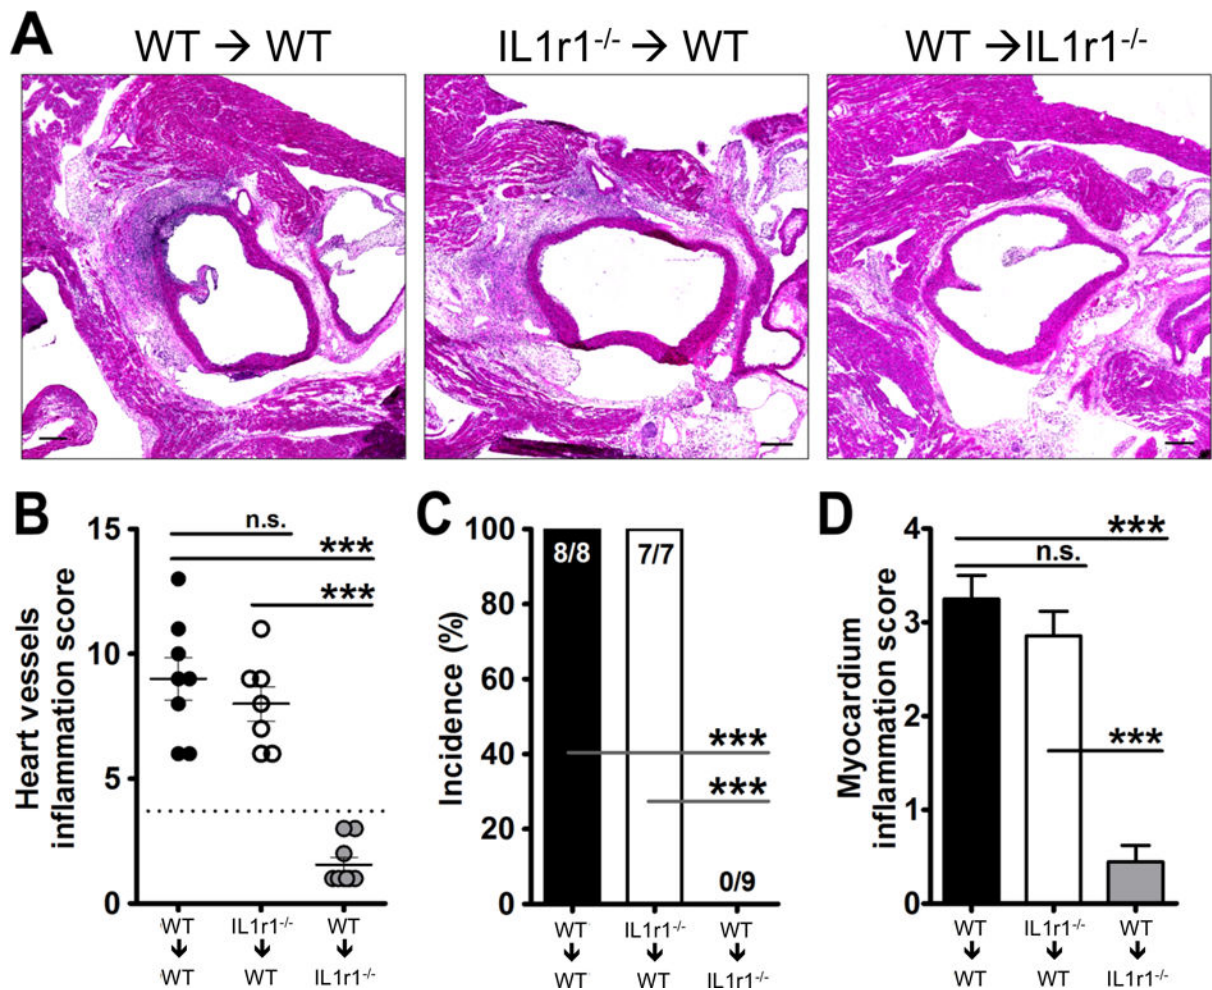 A
WT → WT
IL1r1-/- → WT
WT →IL1r1-/-
B
Heart vessels
inflammation score
15
10
5
0
n.s.
***
***
WT
↓
WT
IL1r1-/-
↓
WT
WT
↓
IL1r1-/-
C
Incidence (%)
100
80
60
40
20
0
8/8
7/7
***
***
0/9
WT
↓
WT
IL1r1-/-
↓
WT
WT
↓
IL1r1-/-
D
Myocardium
inflammation score
4
3
2
1
0
***
n.s.
***
WT
↓
WT
IL1r1-/-
↓
WT
WT
↓
IL1r1-/-